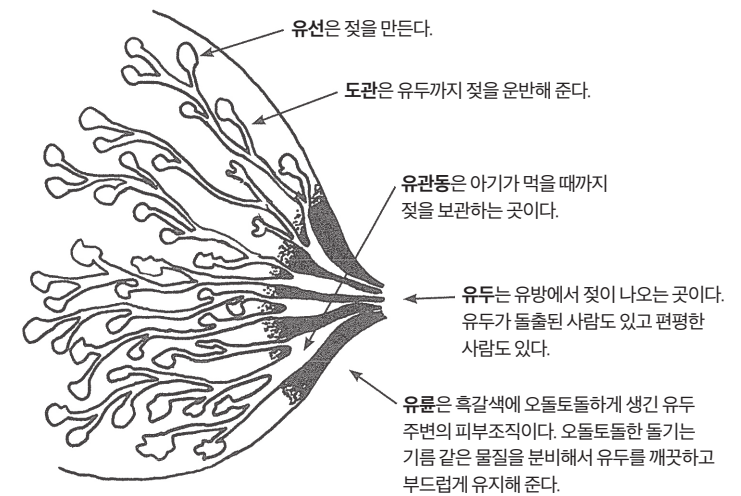 유선은 젖을 만든다.
도관은 유두까지 젖을 운반해 준다.
유관동은 아기가 먹을 때까지
젖을 보관하는 곳이다.
유두는 유방에서 젖이 나오는 곳이다.
유두가 돌출된 사람도 있고 편평한
사람도 있다.
유륜은 흑갈색에 오돌토돌하게 생긴 유두
주변의 피부조직이다. 오돌토돌한 돌기는
기름 같은 물질을 분비해서 유두를 깨끗하고
부드럽게 유지해 준다.